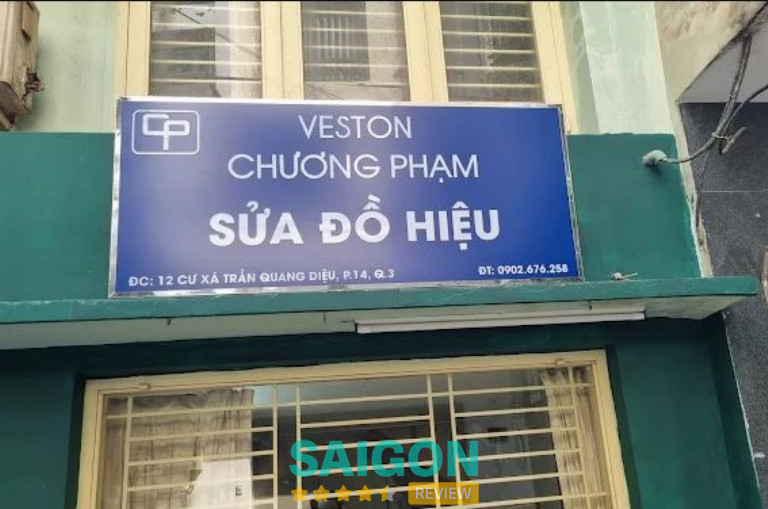 CP
VESTON
CHƯƠNG PHẠM
SỬA ĐỒ HIỆU
ĐC: 12 CƯ XÁ TRẦN QUANG DIỆU, P.14, Q.3
ĐT: 0902.676.258
SAIGON
REVIEW